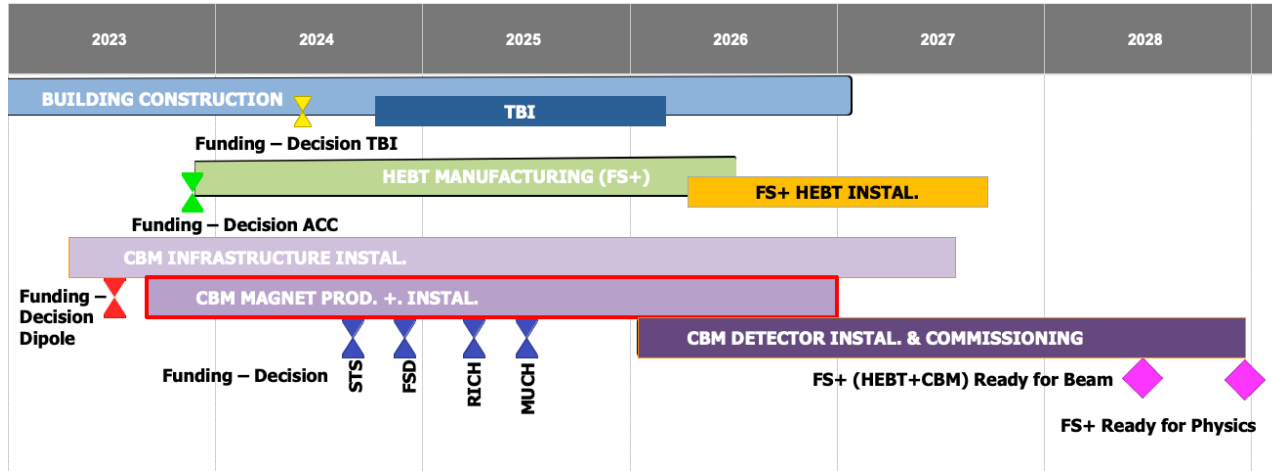 2023 2024 2025 2026 2027 2028
BUILDING CONSTRUCTION
TBI
Funding – Decision TBI
HEBT MANUFACTURING (FS+)
FS+ HEBT INSTAL.
Funding – Decision ACC
CBM INFRASTRUCTURE INSTAL.
Funding –
Decision
Dipole
CBM MAGNET PROD. +. INSTAL.
CBM DETECTOR INSTAL. & COMMISSIONING
Funding – Decision
STS
FSD
RICH
MUCH
FS+ (HEBT+CBM) Ready for Beam
FS+ Ready for Physics